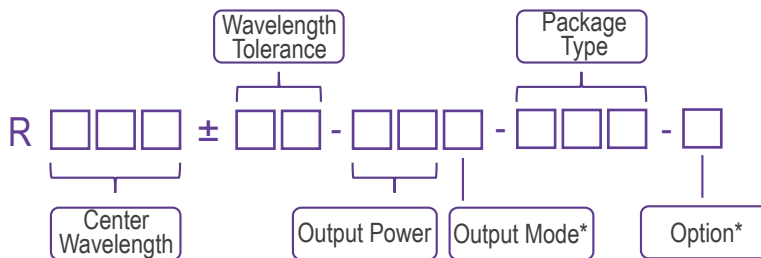 Wavelength
Tolerance
Package
Type
R ± - - -
Center
Wavelength
Output Power
Output Mode*
Option*